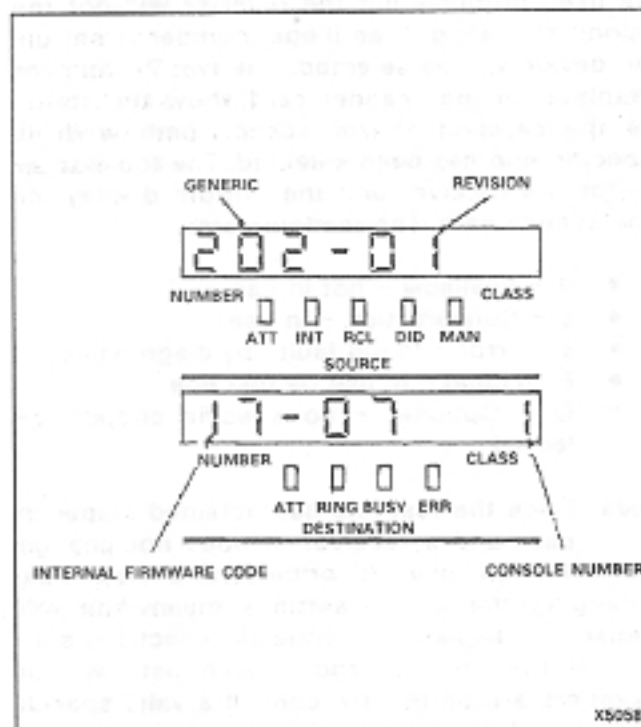 GENERIC REVISION
202-01
NUMBER CLASS
ATT INT RCL DID MAN
SOURCE
17-07 1
NUMBER CLASS
ATT RING BUSY ERR
DESTINATION
INTERNAL FIRMWARE CODE CONSOLE NUMBER
X5058